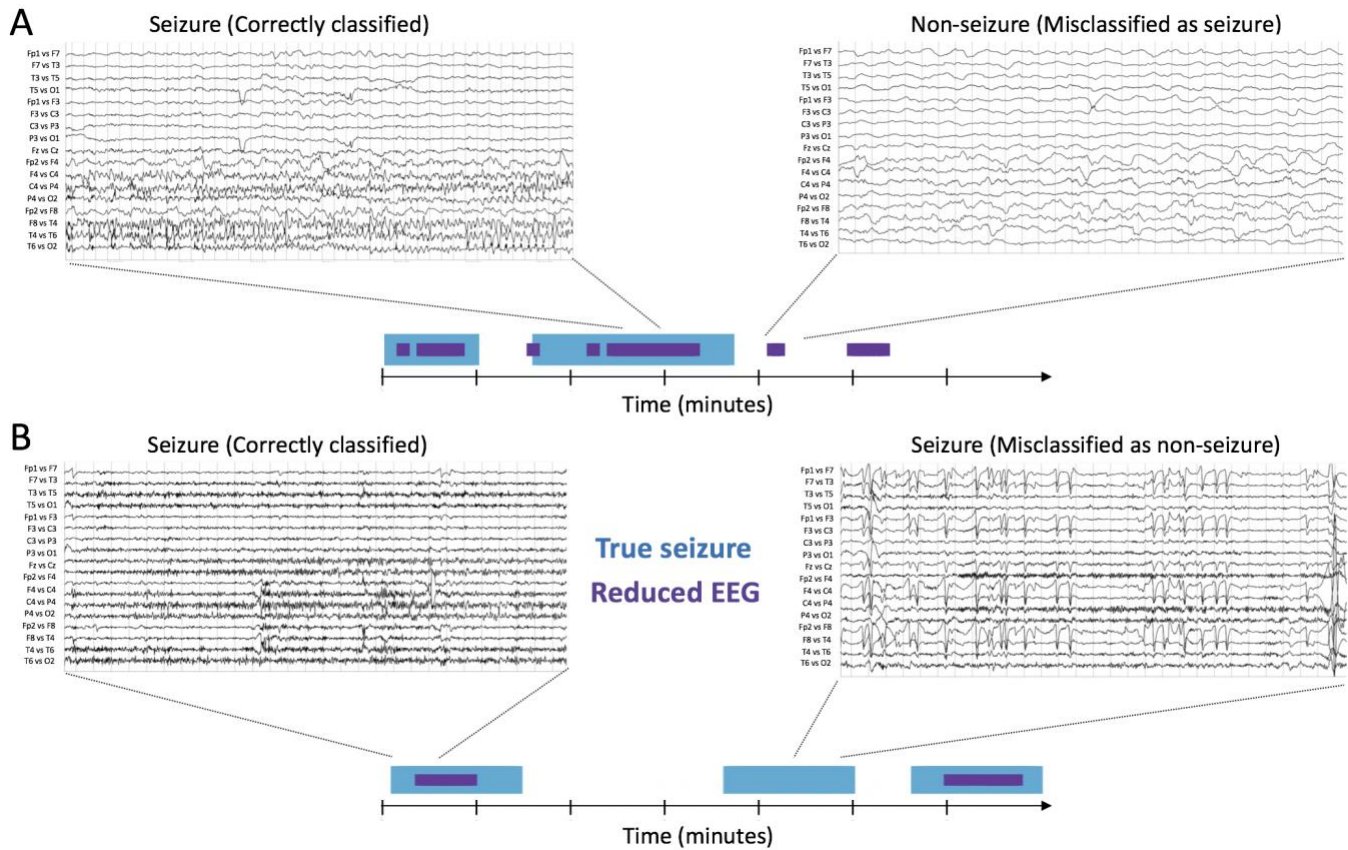 A
Seizure (Correctly classified)
Non-seizure (Misclassified as seizure)
Fp1 vs F7
F7 vs T3
T3 vs T5
T5 vs O1
Fp1 vs F3
F3 vs C3
C3 vs P3
P3 vs O1
Fz vs Cz
Fp2 vs F4
F4 vs C4
C4 vs P4
P4 vs O2
Fp2 vs F8
F8 vs T4
T4 vs T6
T6 vs O2
Fp1 vs F7
F7 vs T3
T3 vs T5
T5 vs O1
Fp1 vs F3
F3 vs C3
C3 vs P3
P3 vs O1
Fz vs Cz
Fp2 vs F4
F4 vs C4
C4 vs P4
P4 vs O2
Fp2 vs F8
F8 vs T4
T4 vs T6
T6 vs O2
Time (minutes)
B
Seizure (Correctly classified)
Seizure (Misclassified as non-seizure)
Fp1 vs F7
F7 vs T3
T3 vs T5
T5 vs O1
Fp1 vs F3
F3 vs C3
C3 vs P3
P3 vs O1
Fz vs Cz
Fp2 vs F4
F4 vs C4
C4 vs P4
P4 vs O2
Fp2 vs F8
F8 vs T4
T4 vs T6
T6 vs O2
True seizure
Reduced EEG
Fp1 vs F7
F7 vs T3
T3 vs T5
T5 vs O1
Fp1 vs F3
F3 vs C3
C3 vs P3
P3 vs O1
Fz vs Cz
Fp2 vs F4
F4 vs C4
C4 vs P4
P4 vs O2
Fp2 vs F8
F8 vs T4
T4 vs T6
T6 vs O2
Time (minutes)